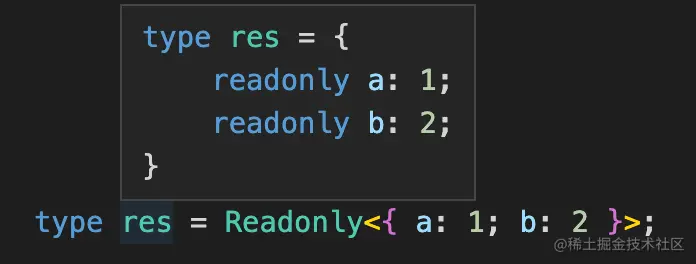 type res = {
    readonly a: 1;
    readonly b: 2;
}
type res = Readonly<{ a: 1; b: 2 }>;
@稀土掘金技术社区